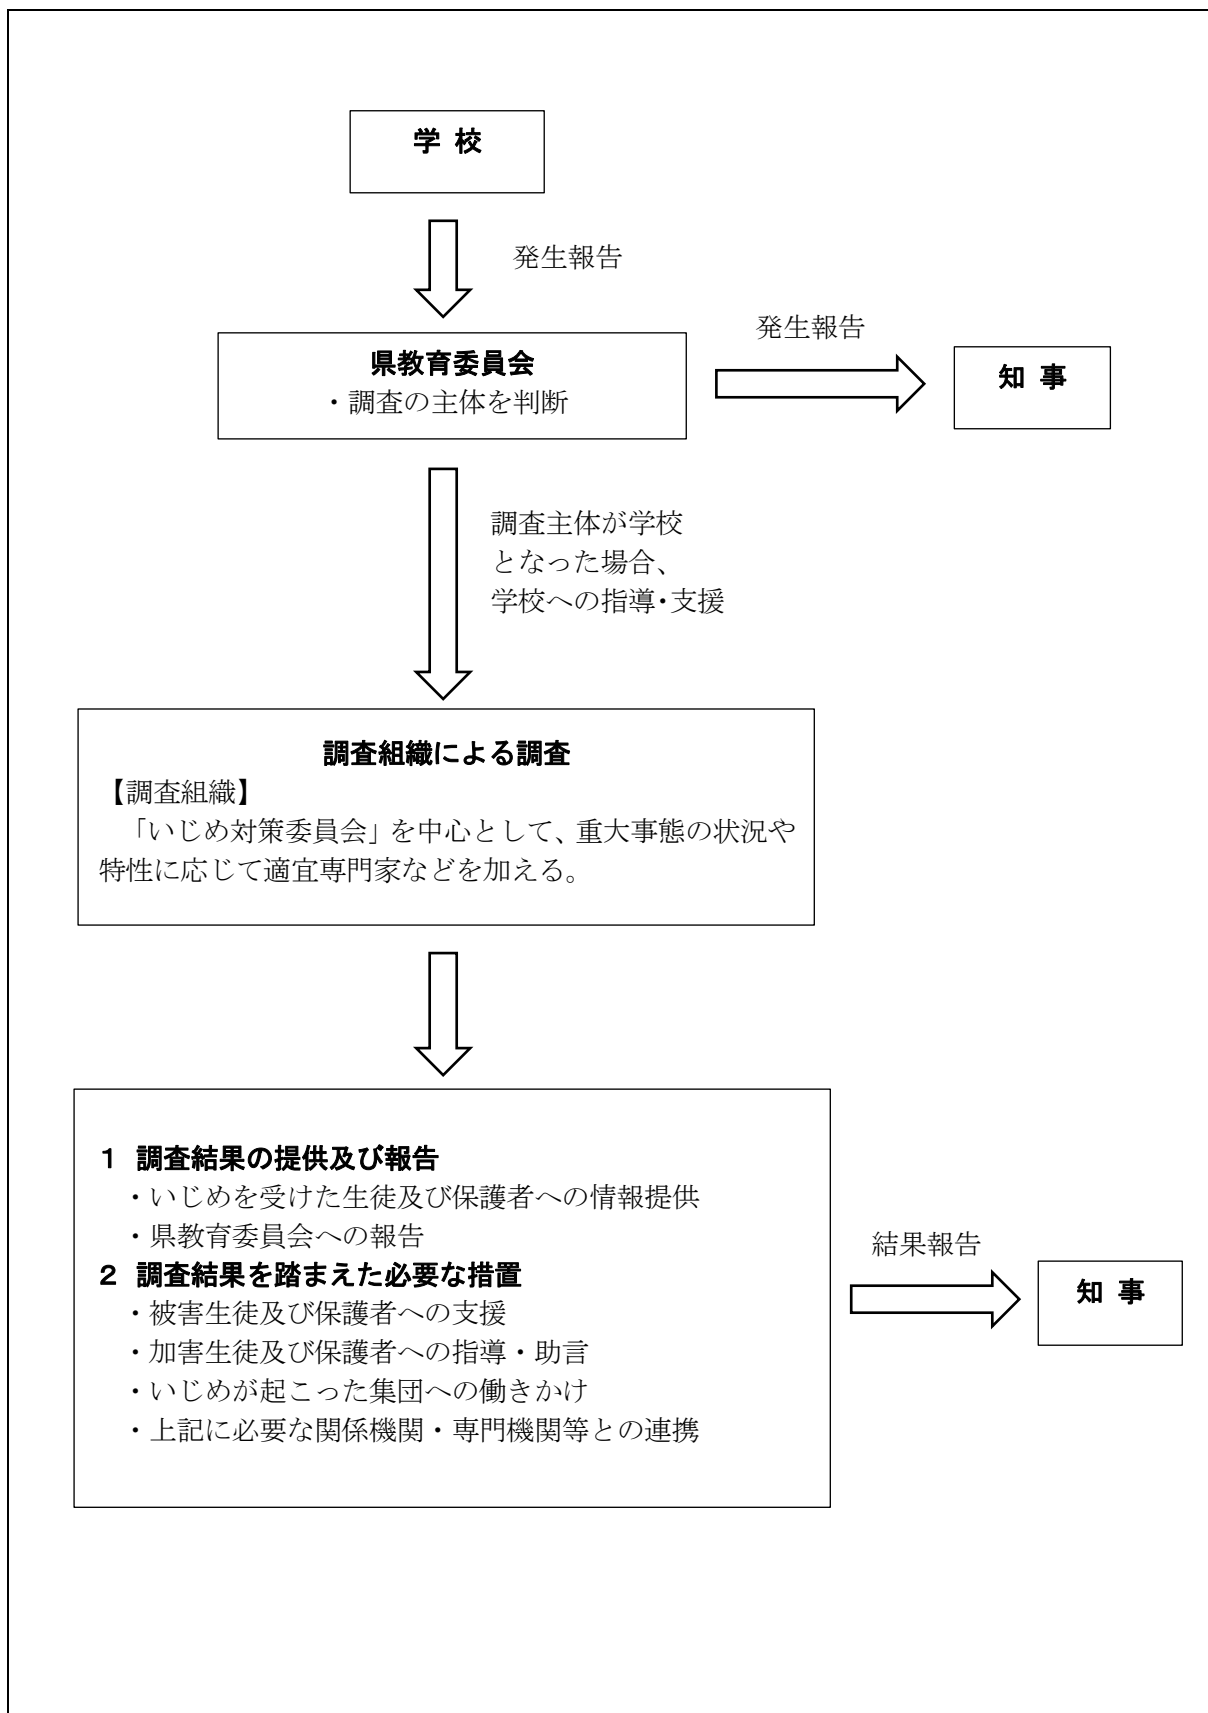 学 校
発生報告
県教育委員会
・調査の主体を判断
発生報告
知 事
調査主体が学校
となった場合、
学校への指導・支援
調査組織による調査
【調査組織】
「いじめ対策委員会」を中心として、重大事態の状況や
特性に応じて適宜専門家などを加える。
1 調査結果の提供及び報告
・いじめを受けた生徒及び保護者への情報提供
・県教育委員会への報告
2 調査結果を踏まえた必要な措置
・被害生徒及び保護者への支援
・加害生徒及び保護者への指導・助言
・いじめが起こった集団への働きかけ
・上記に必要な関係機関・専門機関等との連携
結果報告
知 事